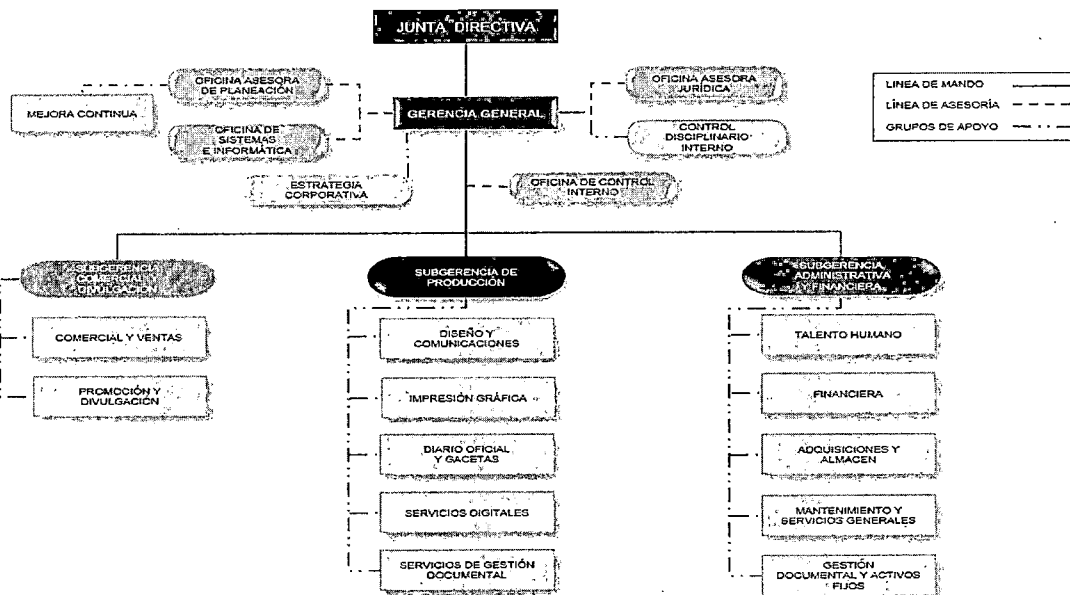 JUNTA DIRECTIVA
OFICINA ASESORA
DE PLANEACIÓN
MEJORA CONTINUA
OFICINA DE
SISTEMAS
E INFORMÁTICA
GERENCIA GENERAL
OFICINA ASESORA
JURÍDICA
CONTROL
DISCIPLINARIO
INTERNO
LINEA DE MANDO
LÍNEA DE ASESORÍA
GRUPOS DE APOYO
ESTRATEGIA
CORPORATIVA
OFICINA DE CONTROL
INTERNO
SUBGERENCIA
COMERCIAL
DIVULGACIÓN
COMERCIAL Y VENTAS
PROMOCIÓN Y
DIVULGACIÓN
SUBGERENCIA DE
PRODUCCIÓN
DISEÑO Y
COMUNICACIONES
IMPRESIÓN GRÁFICA
DIARIO OFICIAL
Y GACETAS
SERVICIOS DIGITALES
SERVICIOS DE GESTIÓN
DOCUMENTAL
SUBGERENCIA
ADMINISTRATIVA
Y FINANCIERA
TALENTO HUMANO
FINANCIERA
ADQUISICIONES Y
ALMACEN
MANTENIMIENTO Y
SERVICIOS GENERALES
GESTIÓN
DOCUMENTAL Y ACTIVOS
FIJOS